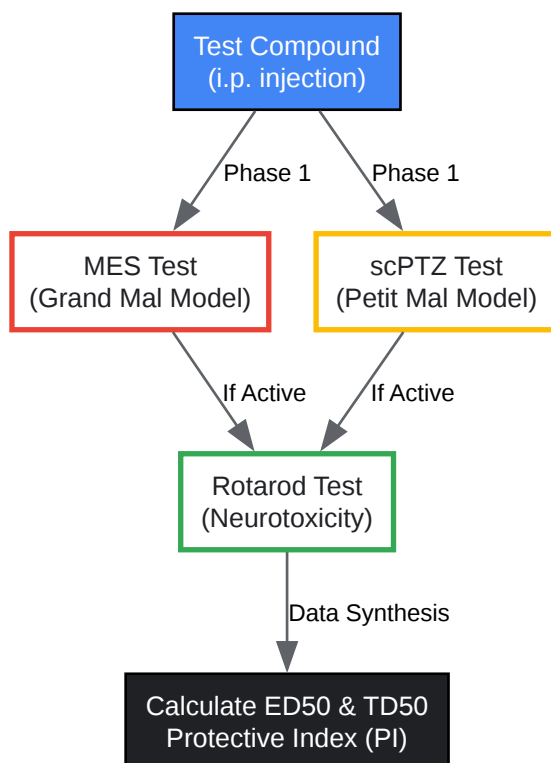 Test Compound
(i.p. injection)
Phase 1
Phase 1
MES Test
(Grand Mal Model)
scPTZ Test
(Petit Mal Model)
If Active
If Active
Rotarod Test
(Neurotoxicity)
Data Synthesis
Calculate ED50 & TD50
Protective Index (PI)